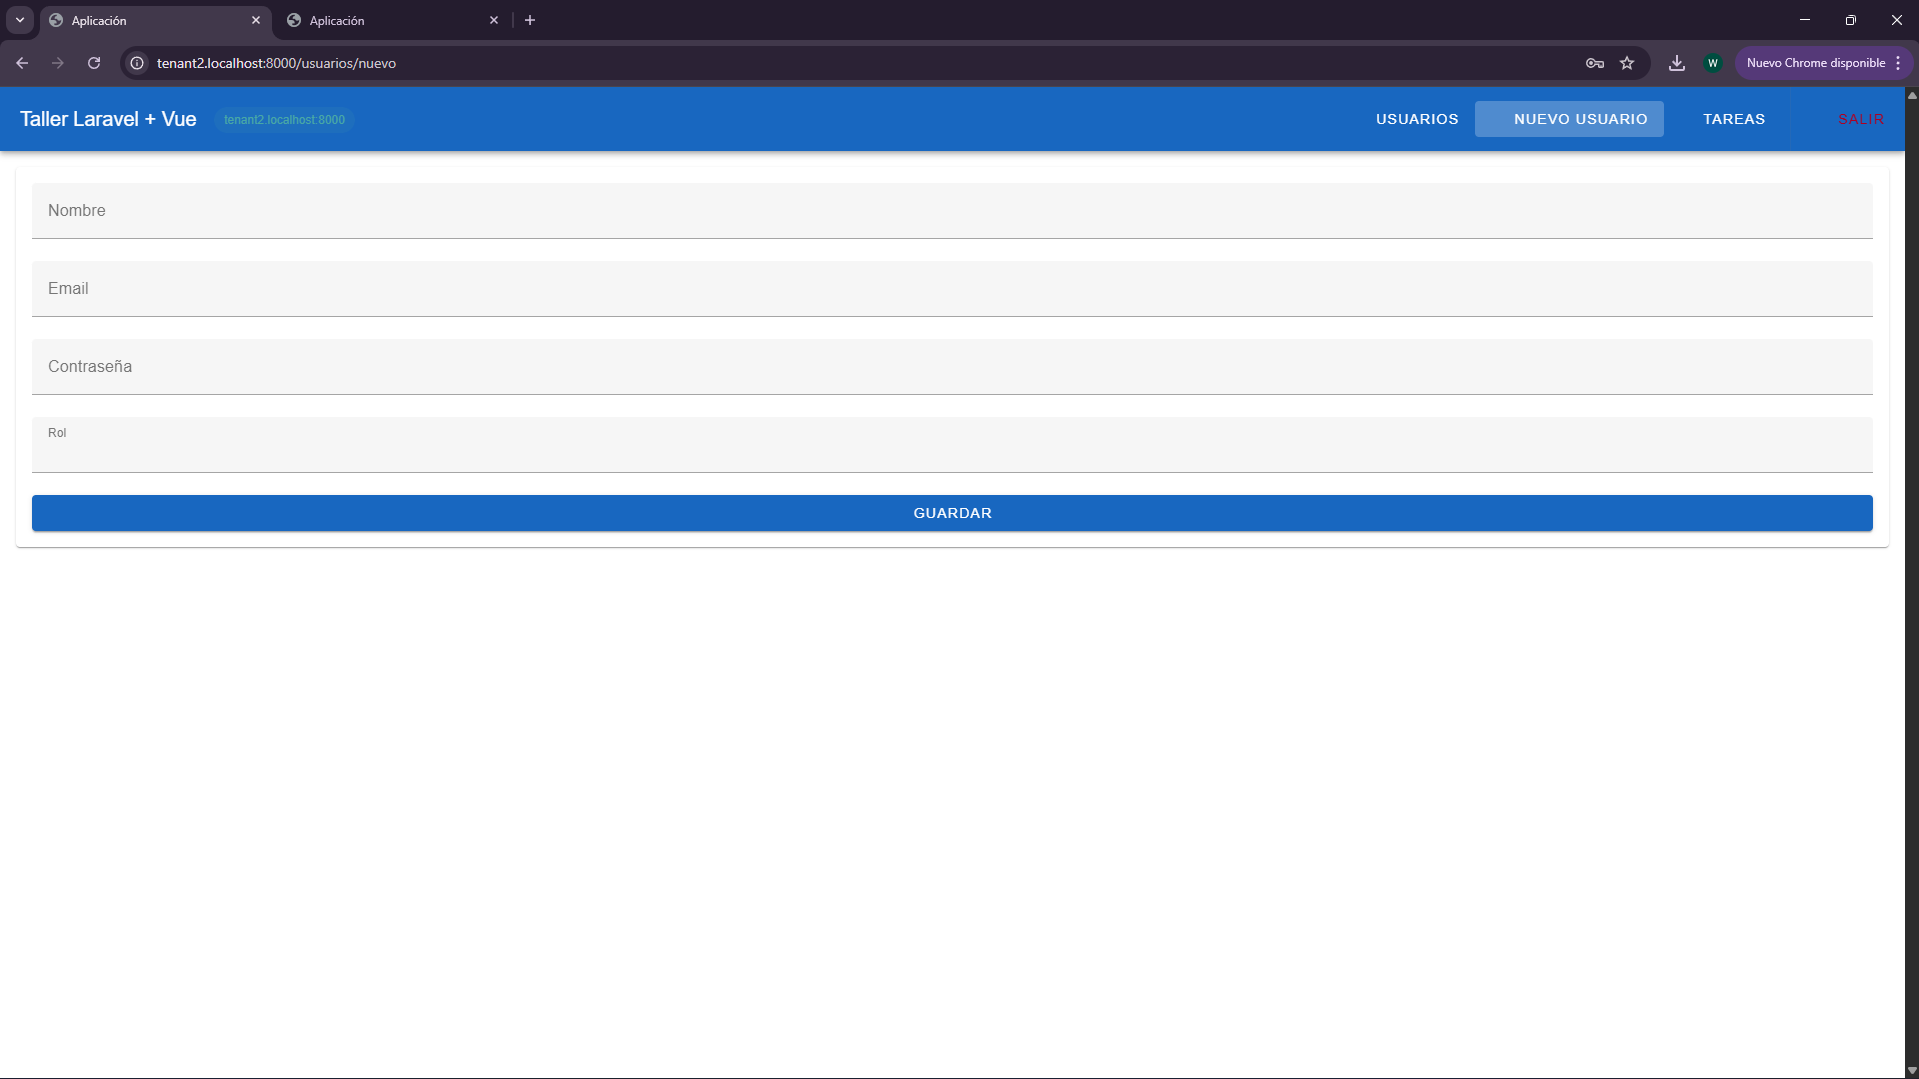 Aplicación
Aplicación
tenant2.localhost:8000/usuarios/nuevo
W
Nuevo Chrome disponible
Taller Laravel + Vue
tenant2.localhost:8000
USUARIOS
NUEVO USUARIO
TAREAS
SALIR
Nombre
Email
Contraseña
Rol
GUARDAR